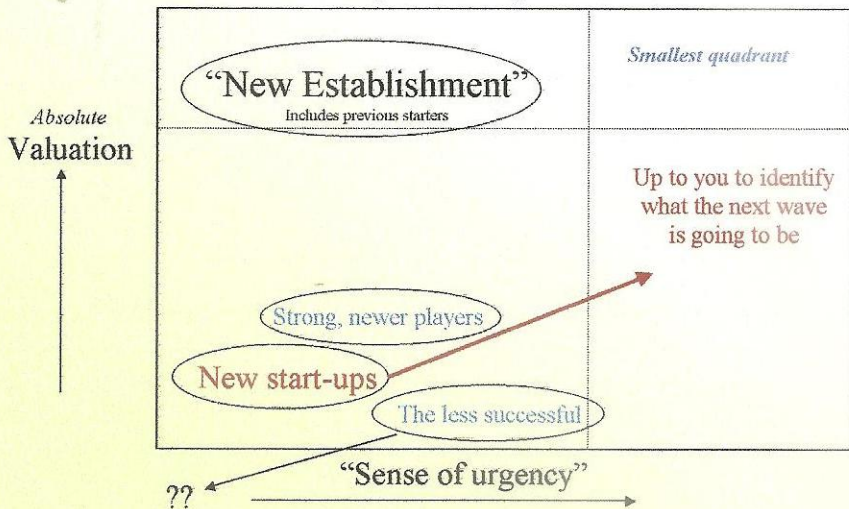 “New Establishment”
Includes previous starters
Smallest quadrant
Absolute
Valuation
Up to you to identify
what the next wave
is going to be
Strong, newer players
New start-ups
The less successful
“Sense of urgency”
??